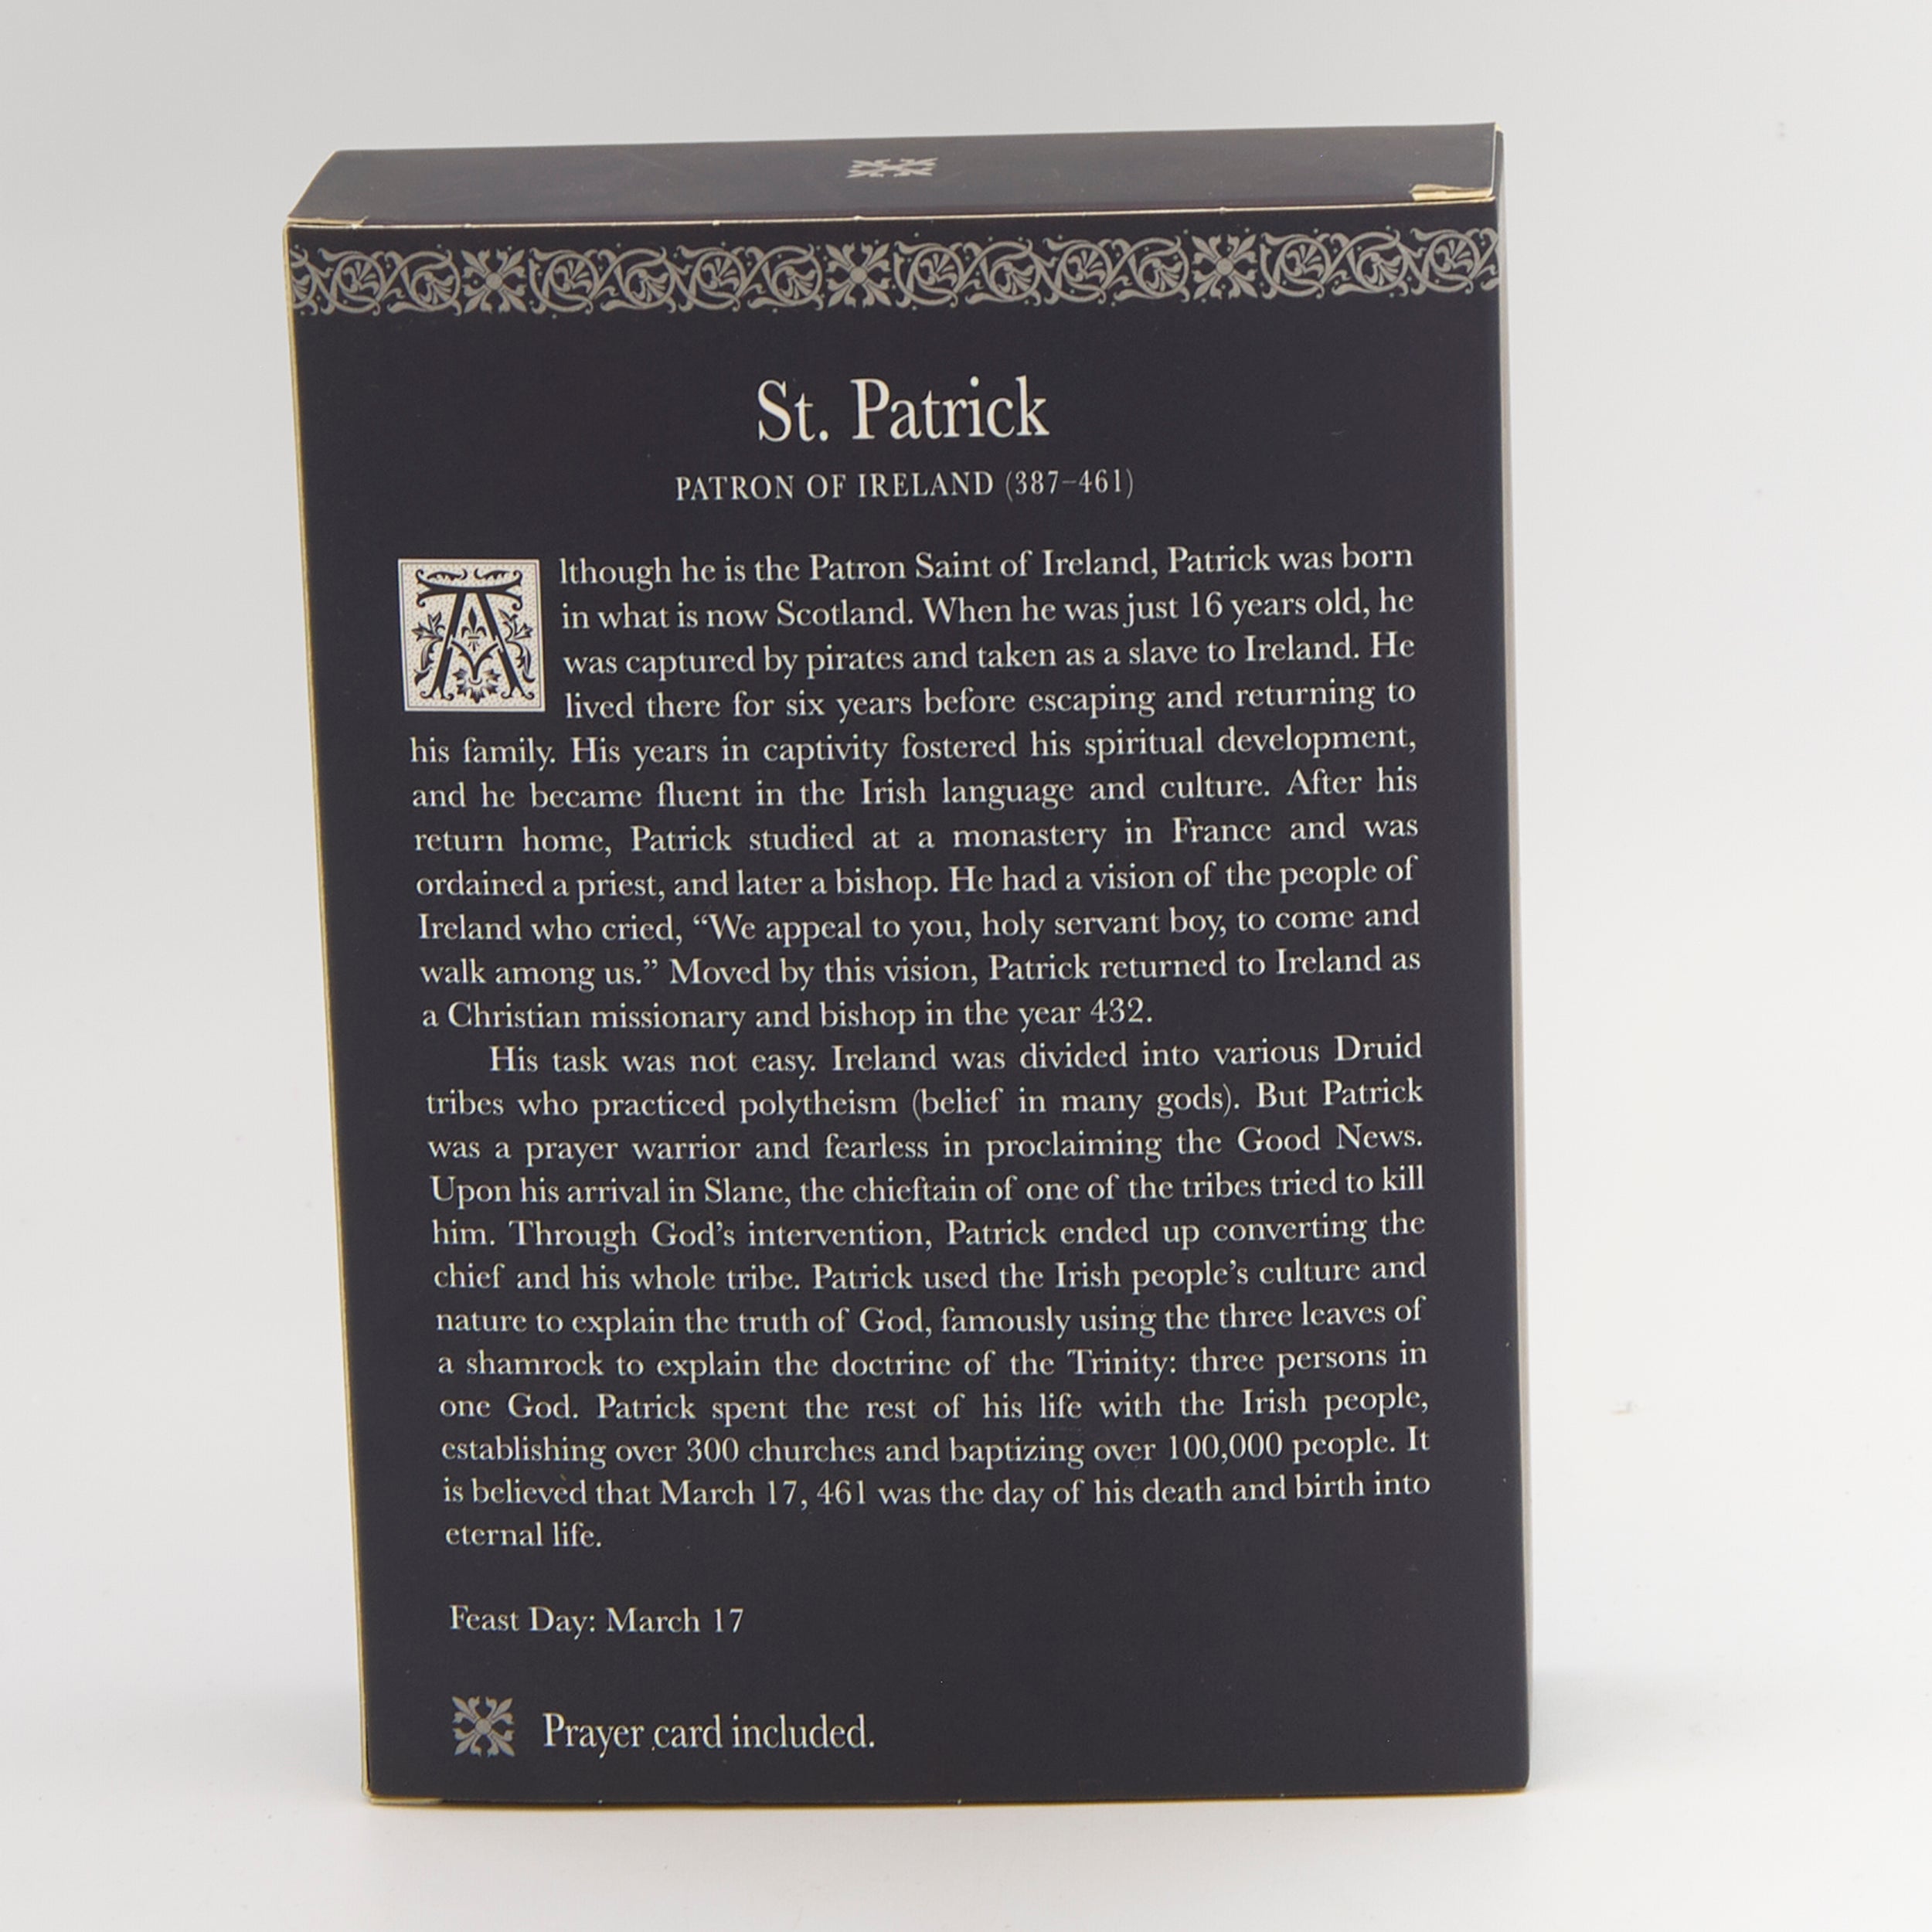 St. Patrick
PATRON OF IRELAND (387–461)
Although he is the Patron Saint of Ireland, Patrick was born
in what is now Scotland. When he was just 16 years old, he
was captured by pirates and taken as a slave to Ireland. He
lived there for six years before escaping and returning to
his family. His years in captivity fostered his spiritual development,
and he became fluent in the Irish language and culture. After his
return home, Patrick studied at a monastery in France and was
ordained a priest, and later a bishop. He had a vision of the people of
Ireland who cried, “We appeal to you, holy servant boy, to come and
walk among us.” Moved by this vision, Patrick returned to Ireland as
a Christian missionary and bishop in the year 432.
His task was not easy. Ireland was divided into various Druid
tribes who practiced polytheism (belief in many gods). But Patrick
was a prayer warrior and fearless in proclaiming the Good News.
Upon his arrival in Slane, the chieftain of one of the tribes tried to kill
him. Through God’s intervention, Patrick ended up converting the
chief and his whole tribe. Patrick used the Irish people’s culture and
nature to explain the truth of God, famously using the three leaves of
a shamrock to explain the doctrine of the Trinity: three persons in
one God. Patrick spent the rest of his life with the Irish people,
establishing over 300 churches and baptizing over 100,000 people. It
is believed that March 17, 461 was the day of his death and birth into
eternal life.
Feast Day: March 17
Prayer card included.